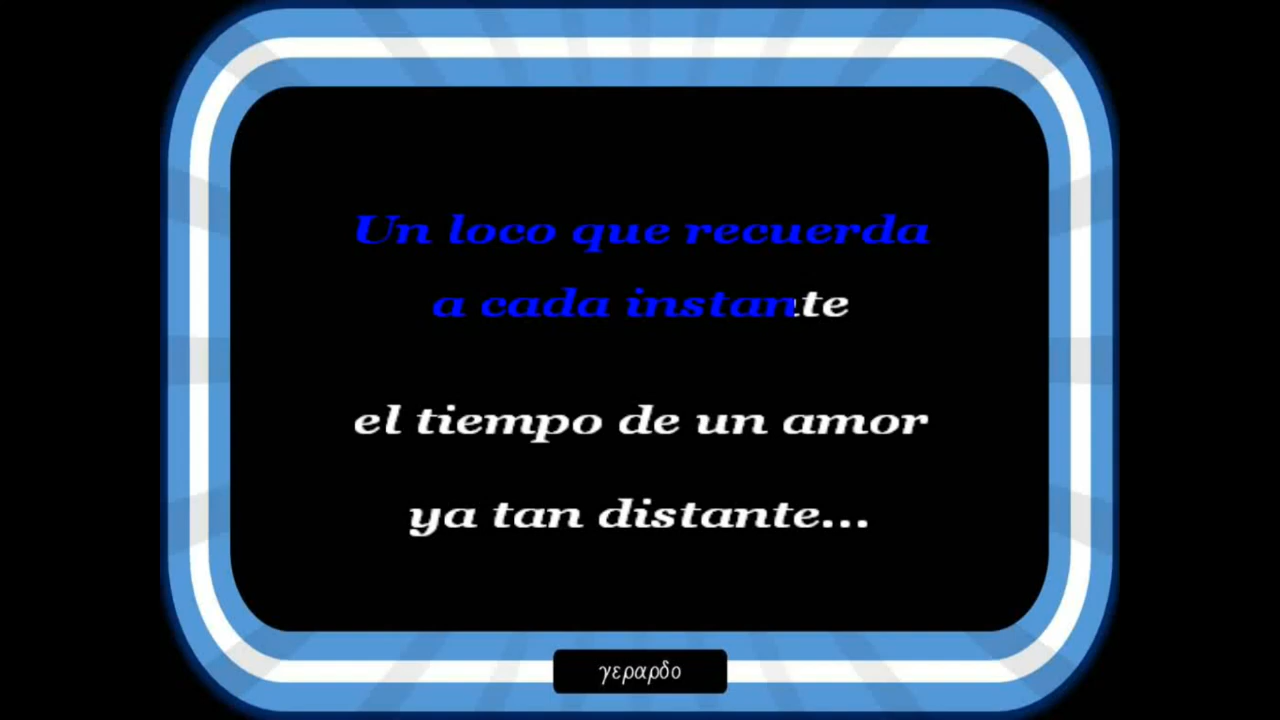 Un loco que recuerda
a cada instante
el tiempo de un amor
ya tan distante...
γεραρδο